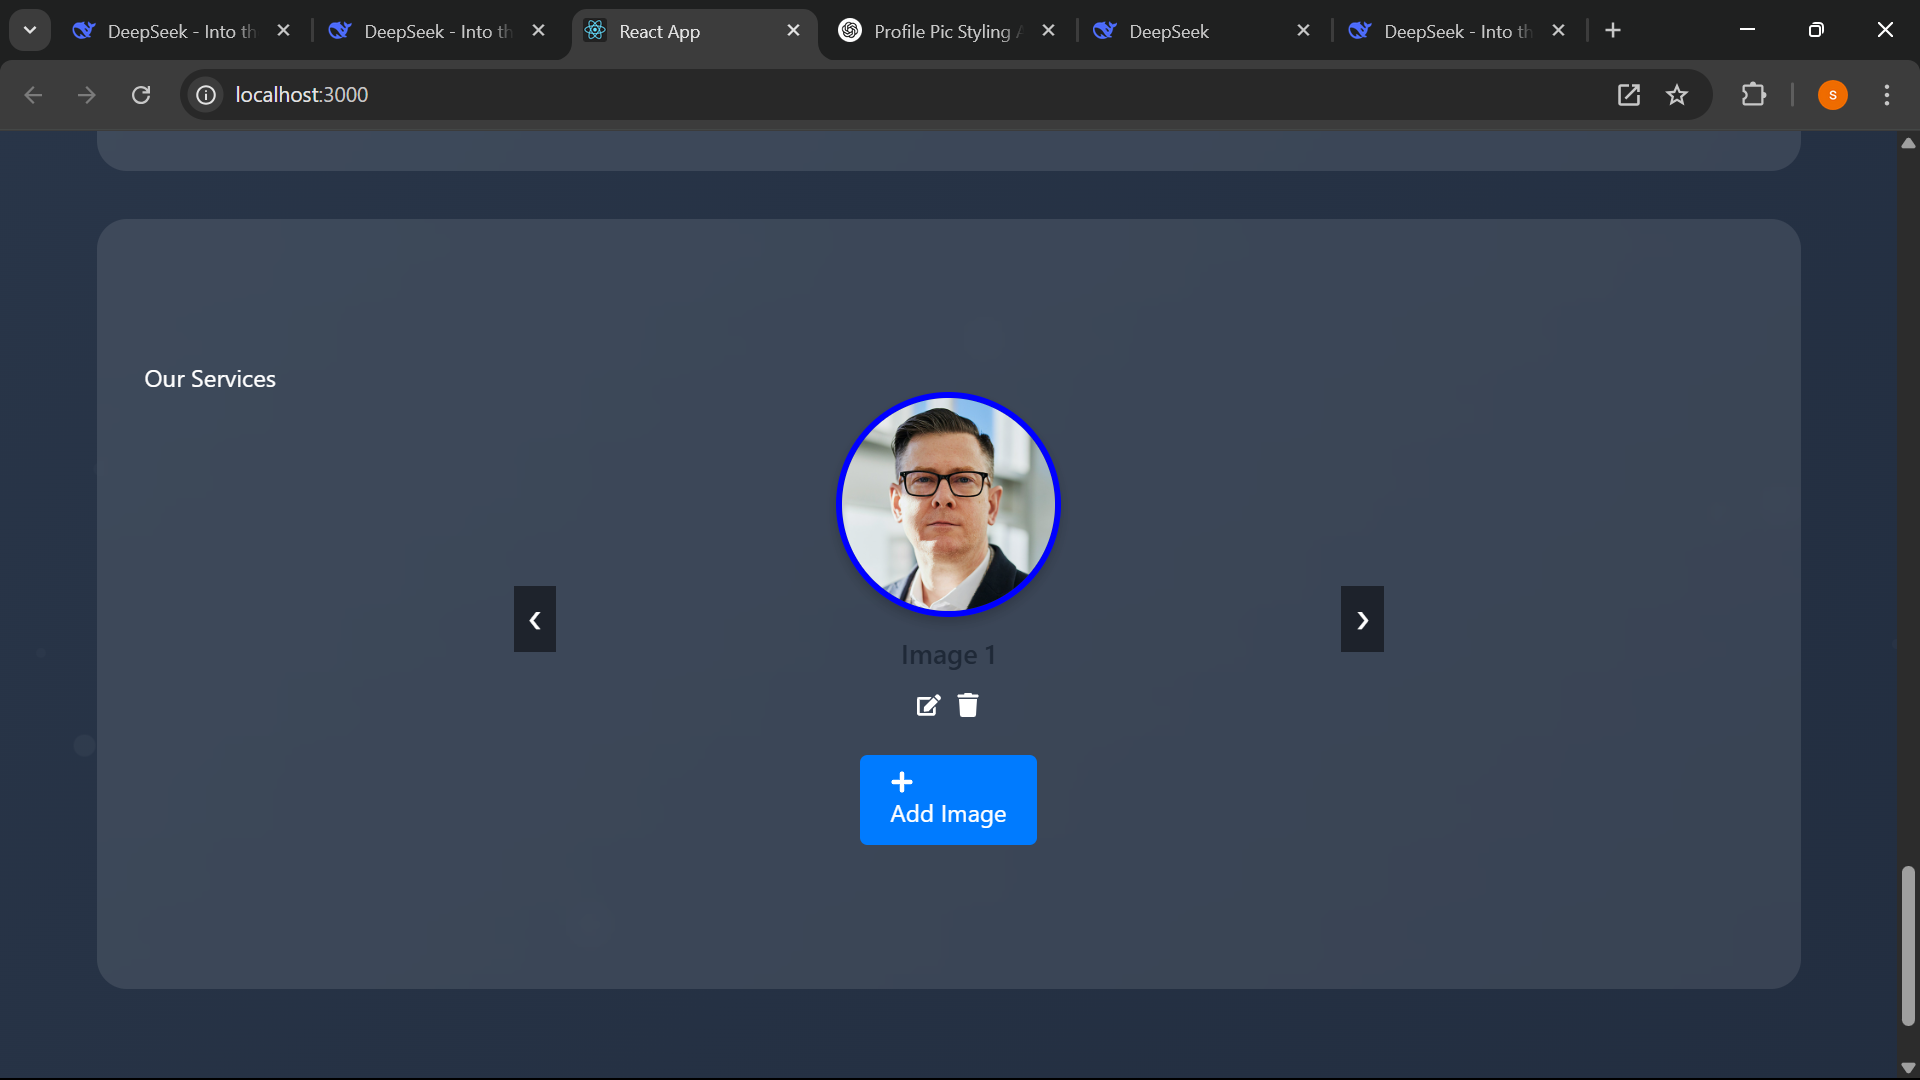 DeepSeek - Into th
DeepSeek - Into th
React App
Profile Pic Styling
DeepSeek
DeepSeek - Into th
localhost:3000
S
Our Services
‹
›
Image 1
Add Image